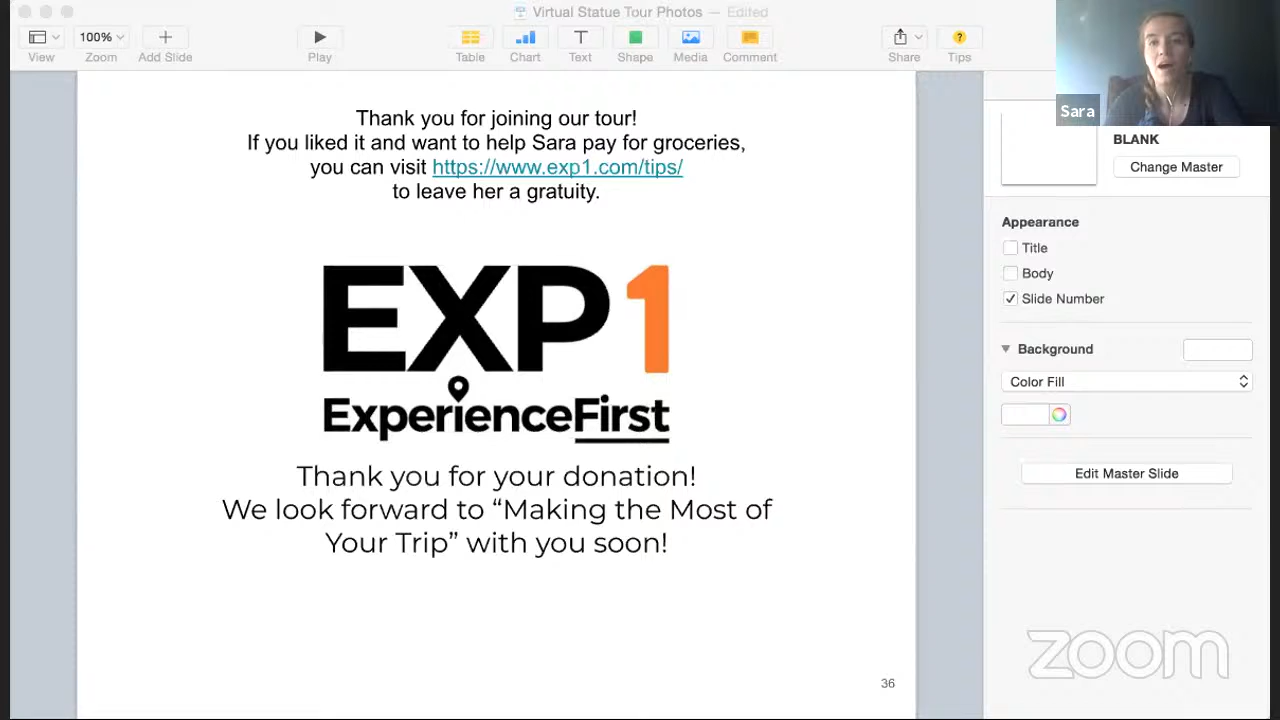 Virtual Statue Tour Photos — Edited
100%
View
Zoom
Add Slide
Play
Table
Chart
Text
Shape
Media
Comment
Share
Tips
Sara
Thank you for joining our tour!
If you liked it and want to help Sara pay for groceries,
you can visit https://www.exp1.com/tips/
to leave her a gratuity.
EXP1
ExperienceFirst
Thank you for your donation!
We look forward to “Making the Most of
Your Trip” with you soon!
36
BLANK
Change Master
Appearance
Title
Body
Slide Number
Background
Color Fill
Edit Master Slide
zoom